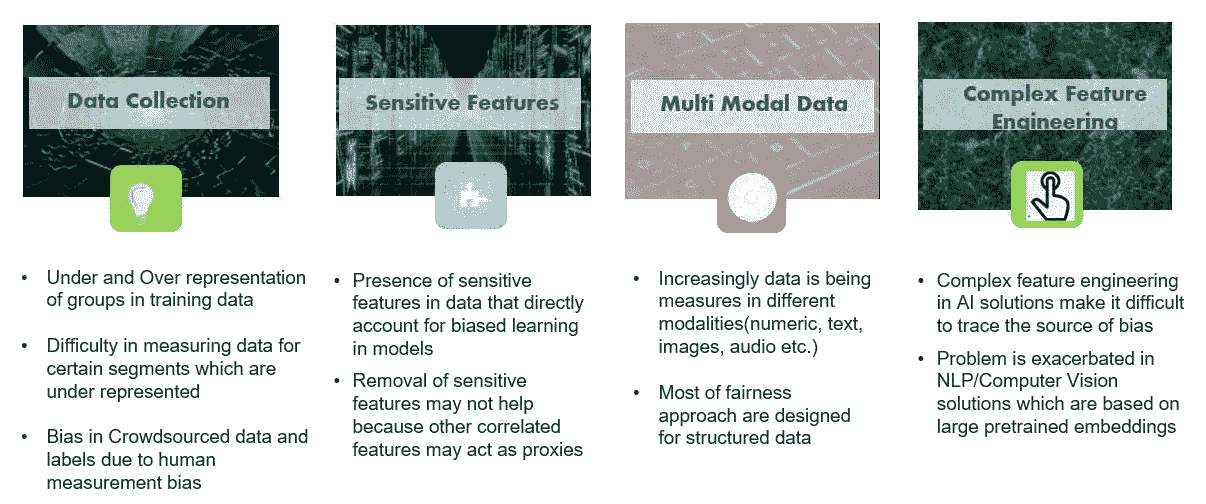 Data Collection
Under and Over representation
of groups in training data
Difficulty in measuring data for
certain segments which are
under represented
Bias in Crowdsourced data and
labels due to human
measurement bias
Sensitive Features
Presence of sensitive
features in data that directly
account for biased learning
in models
Removal of sensitive
features may not help
because other correlated
features may act as proxies
Multi Modal Data
Increasingly data is being
measures in different
modalities(numeric, text,
images, audio etc.)
Most of fairness
approach are designed
for structured data
Complex Feature
Engineering
Complex feature engineering
in AI solutions make it difficult
to trace the source of bias
Problem is exacerbated in
NLP/Computer Vision
solutions which are based on
large pretrained embeddings